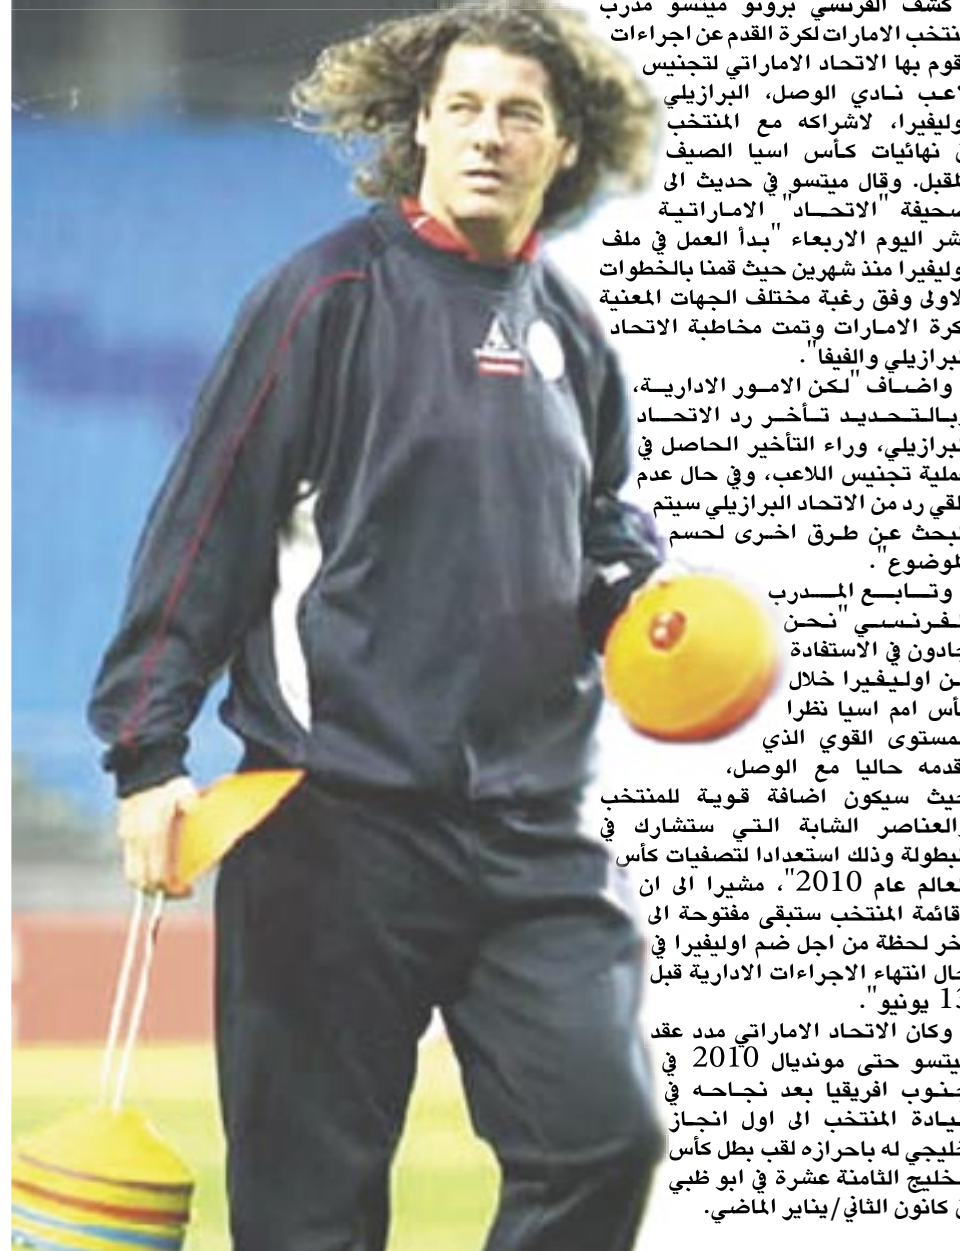 كشف الفرنسي برونو ميتسو مدرب
منتخب الامارات لكرة القدم عن اجراءات
يقوم بها الاتحاد الاماراتي لتجنيس
لاعب نادي الوصل، البرازيلي
اوليفيرا، لاشراكه مع المنتخب
في نهائيات كأس اسيا الصيف
المقبل. وقال ميتسو في حديث الى
صحيفة "الاتحاد" الاماراتية
نشر اليوم الاربعاء "بدأ العمل في ملف
اوليفيرا منذ شهرين حيث قمنا بالخطوات
الاولى وفق رغبة مختلف الجهات المعنية
بكرة الامارات وتمت مخاطبة الاتحاد
البرازيلي والفيفا".
واضاف "لكن الامور الادارية،
وبالتحديد تأخر رد الاتحاد
البرازيلي، وراء التأخير الحاصل في
عملية تجنيس اللاعب، وفي حال عدم
تلقي رد من الاتحاد البرازيلي سيتم
البحث عن طرق اخرى لحسم
الموضوع".
وتابع المدرب
الفرنسي "نحن
جادون في الاستفادة
من اوليفيرا خلال
كأس امم اسيا نظرا
للمستوى القوي الذي
يقدمه حاليا مع الوصل،
حيث سيكون اضافة قوية للمنتخب
والعناصر الشابة التي ستشارك في
البطولة وذلك استعدادا لتصفيات كأس
العالم عام 2010"، مشيرا الى ان
"قائمة المنتخب ستبقى مفتوحة الى
اخر لحظة من اجل ضم اوليفيرا في
حال انتهاء الاجراءات الادارية قبل
13 يونيو".
وكان الاتحاد الاماراتي مدد عقد
ميتسو حتى مونديال 2010 في
جنوب افريقيا بعد نجاحه في
قيادة المنتخب الى اول انجاز
خليجي له باحرازه لقب بطل كأس
الخليج الثامنة عشرة في ابو ظبي
في كانون الثاني/يناير الماضي.